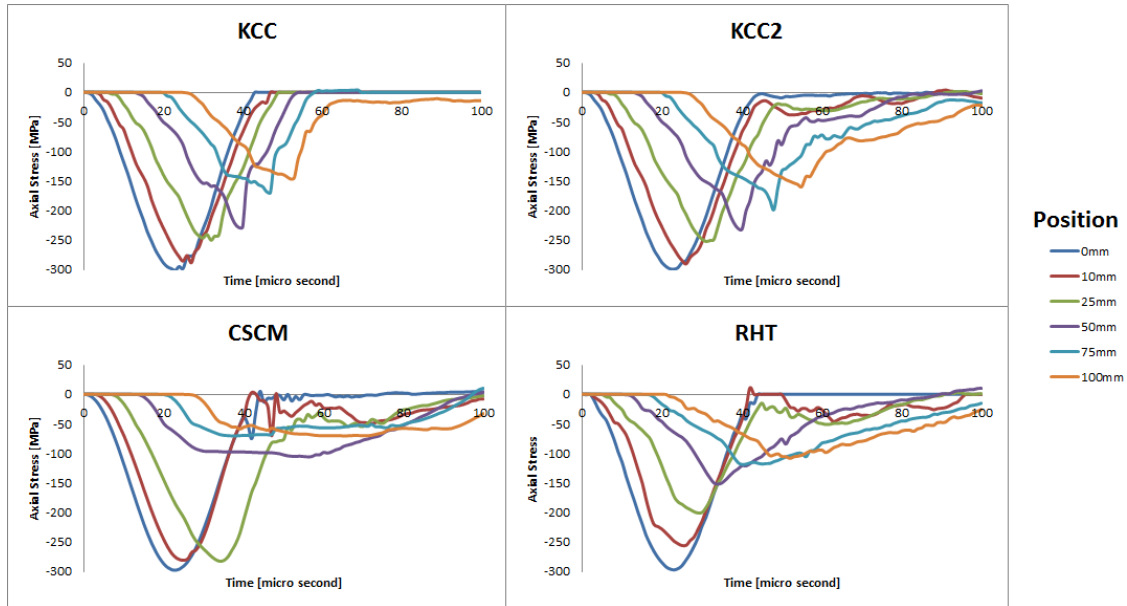 KCC
50
0
-50
-100
-150
-200
-250
-300
0 20 40 60 80 100
Axial Stress [MPa]
Time [micro second]
KCC2
50
0
-50
-100
-150
-200
-250
-300
0 20 40 60 80 100
Axial Stress [MPa]
Time [micro second]
CSCM
50
0
-50
-100
-150
-200
-250
-300
0 20 40 60 80 100
Axial Stress [MPa]
Time [micro second]
RHT
50
0
-50
-100
-150
-200
-250
-300
0 20 40 60 80 100
Axial Stress
Time [micro second]
Position
0mm
10mm
25mm
50mm
75mm
100mm